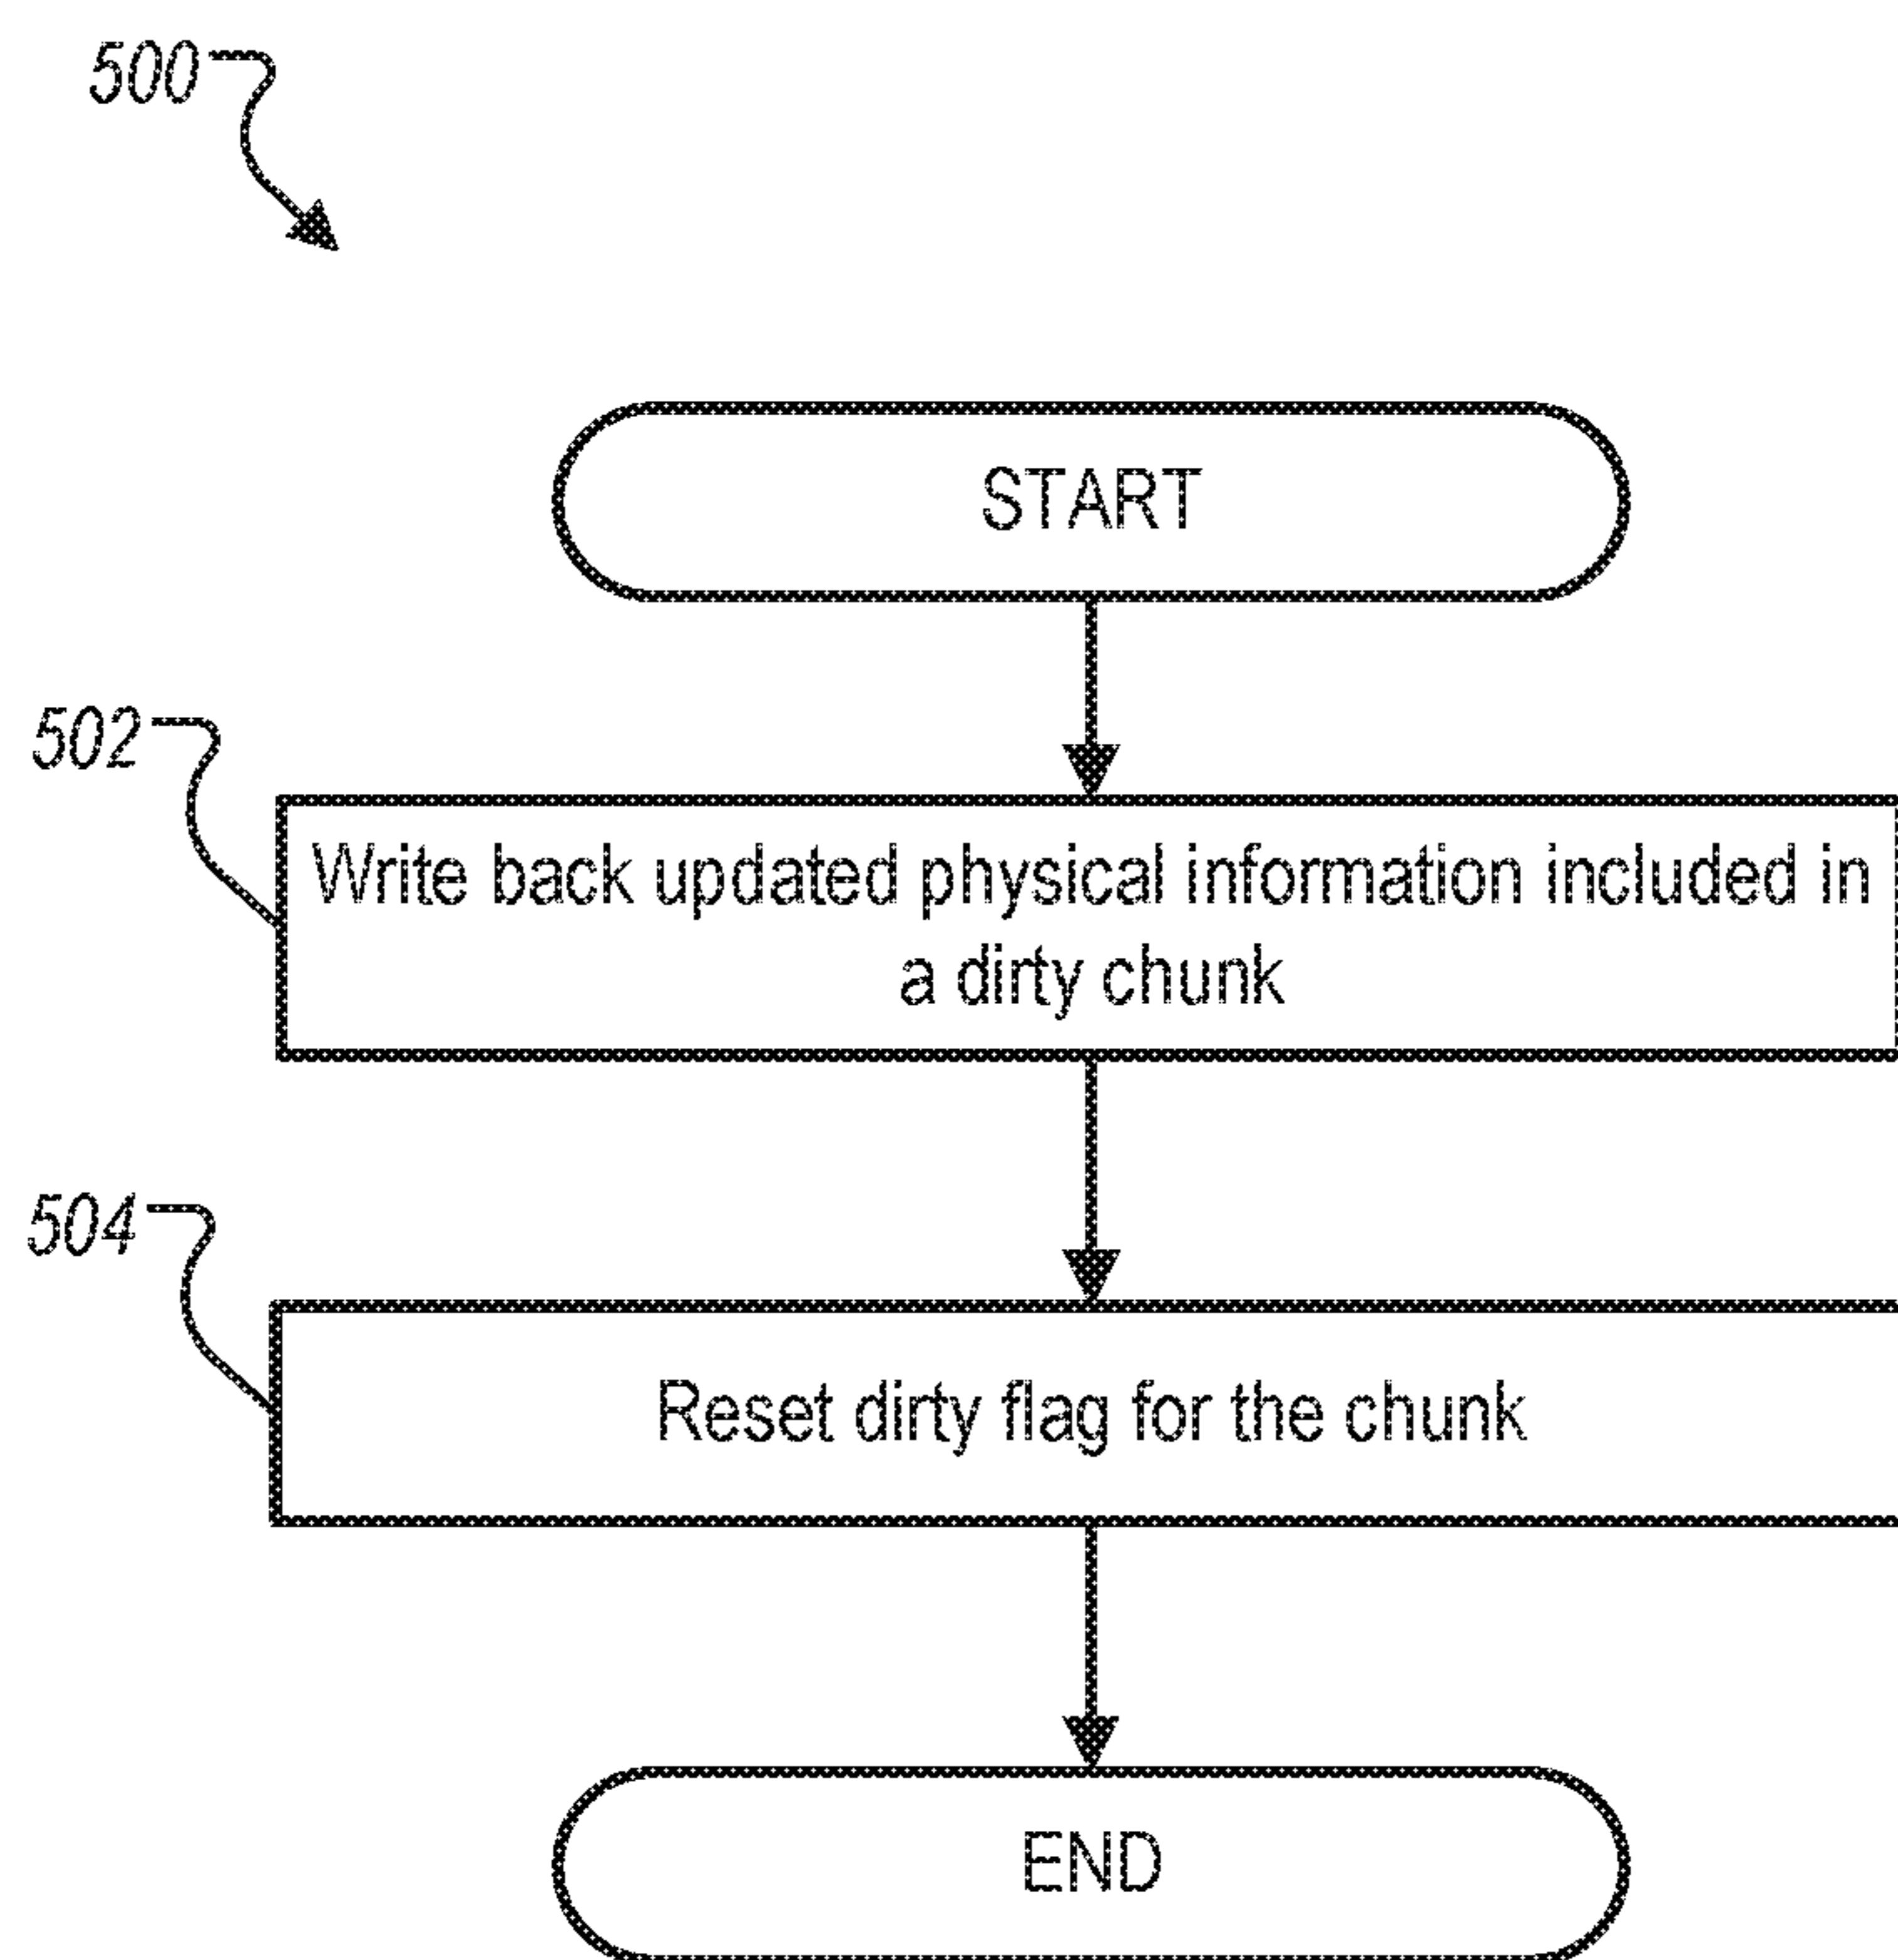 500
START
502
Write back updated physical information included in
a dirty chunk
504
Reset dirty flag for the chunk
END